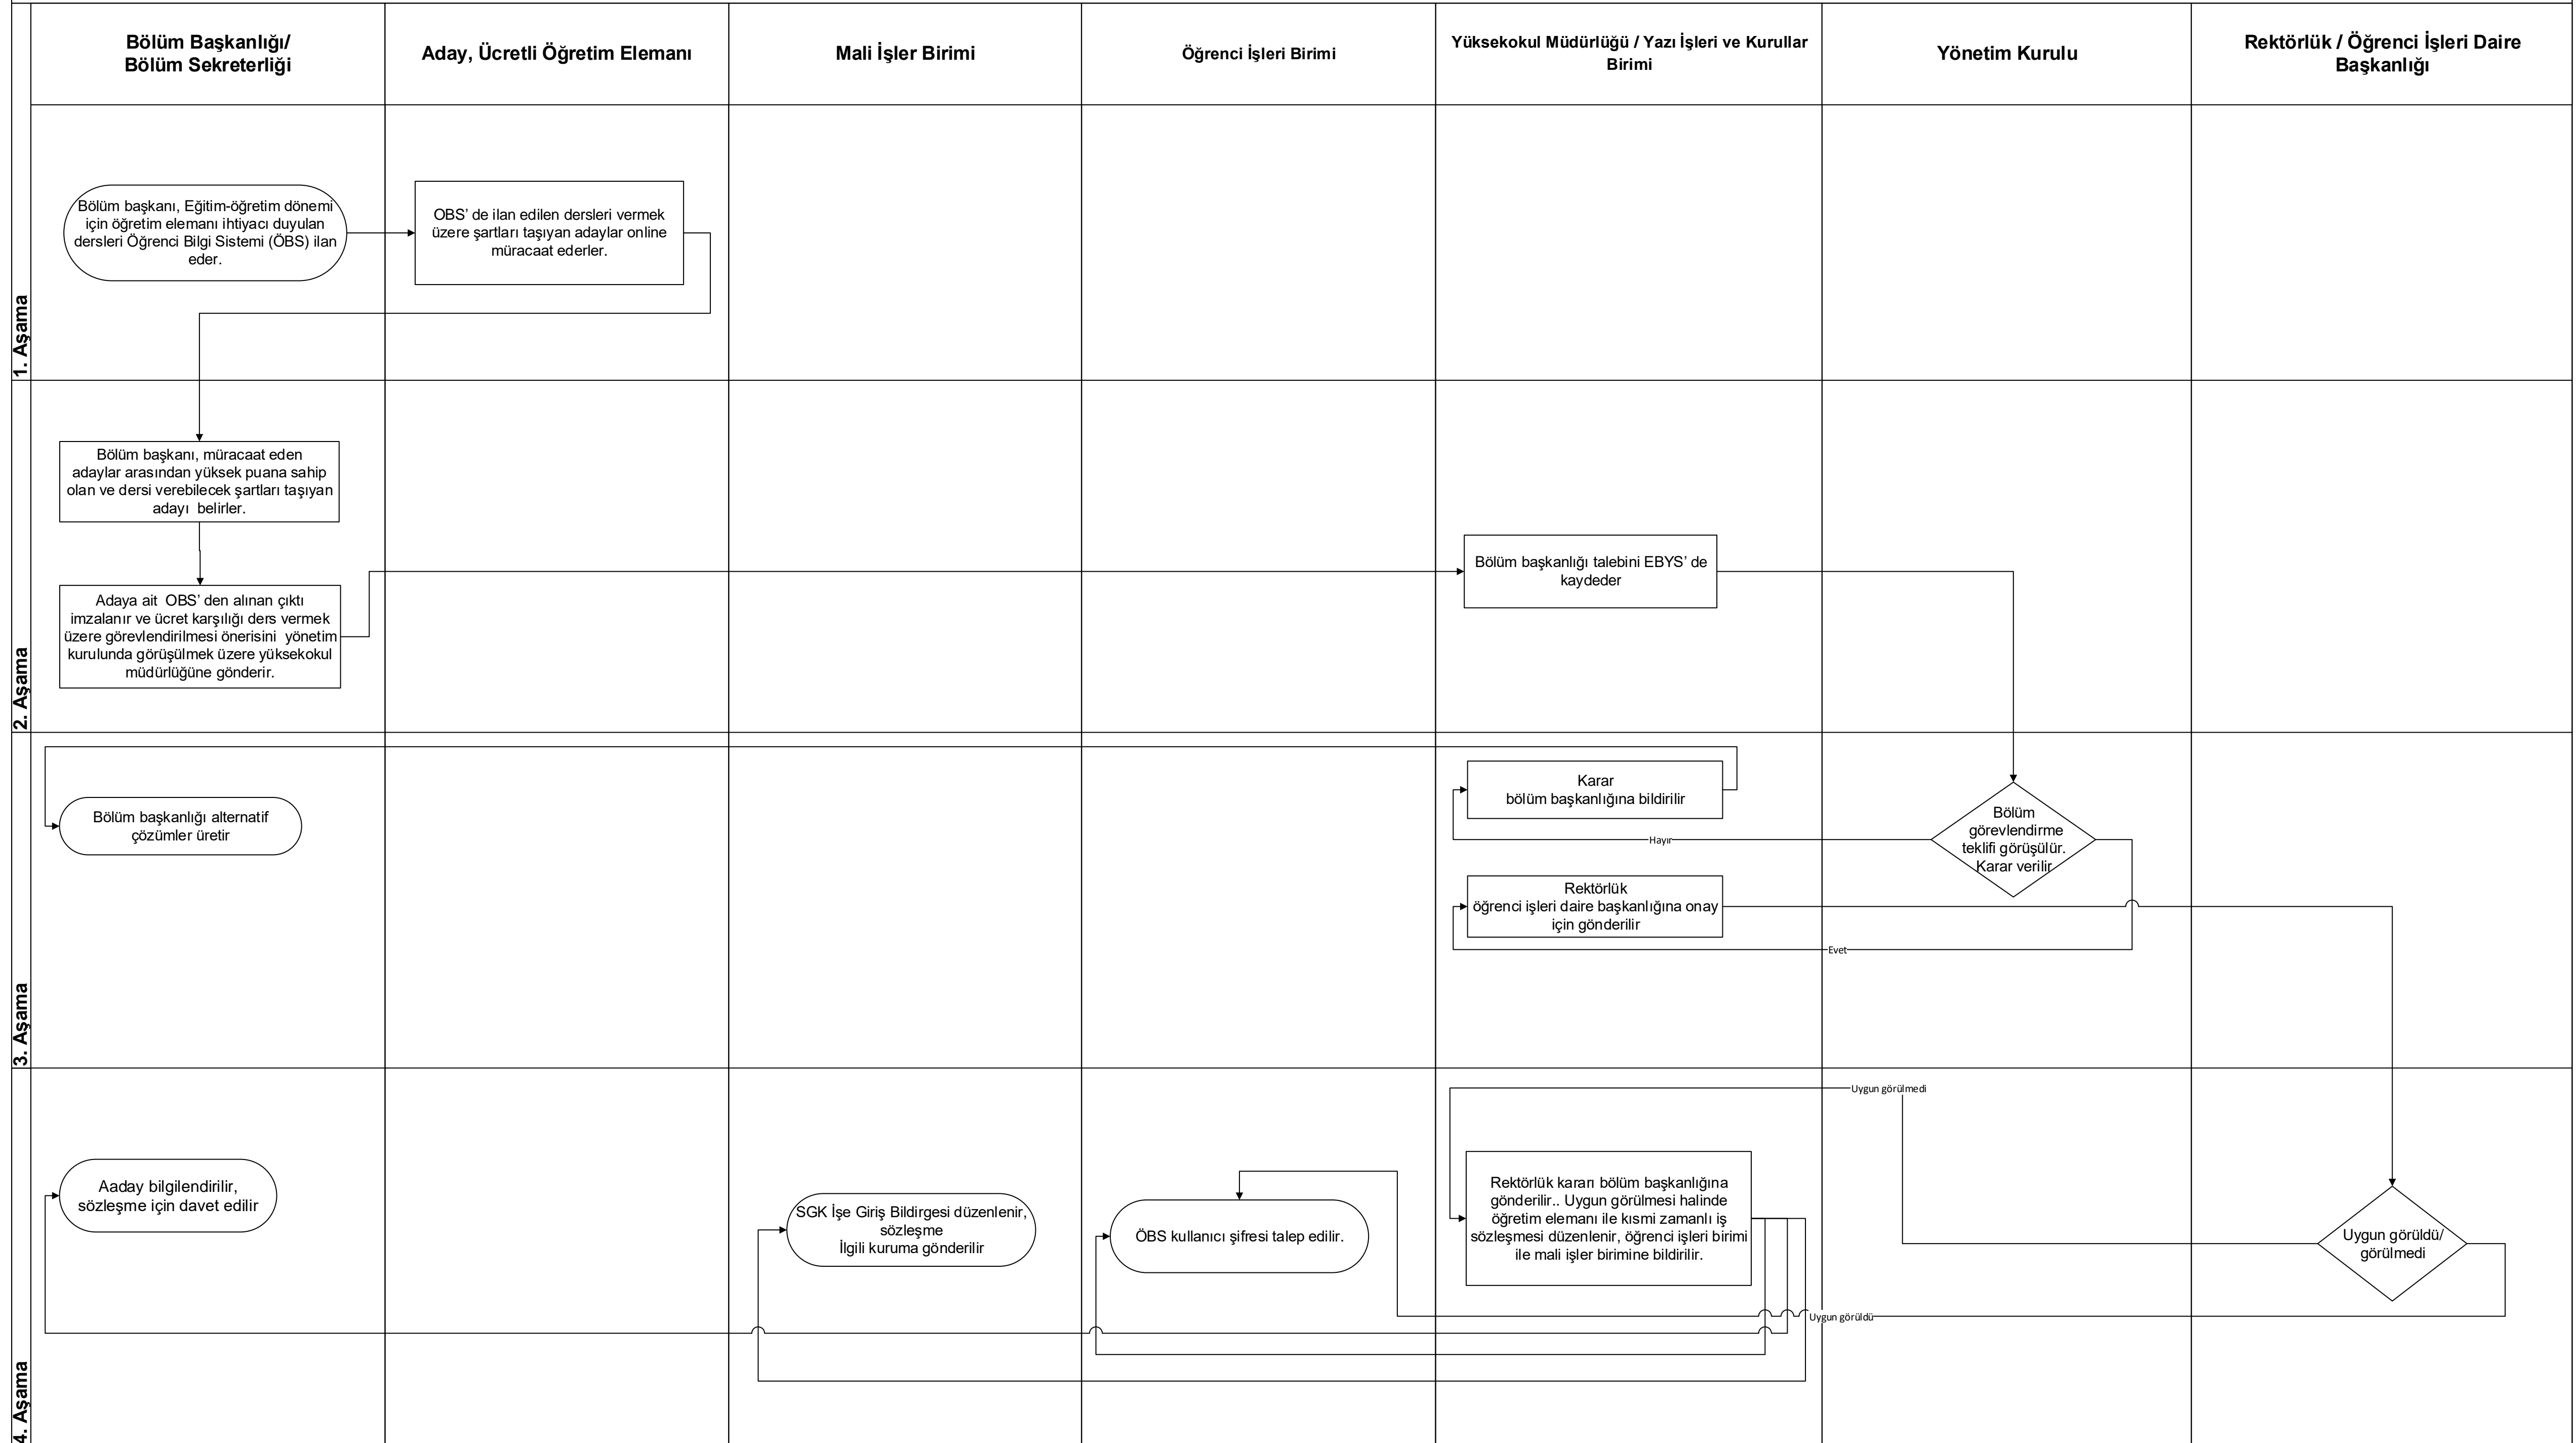 Bölüm Başkanlığı/
Bölüm Sekreterliği
Aday, Ücretli Öğretim Elemanı
Mali İşler Birimi
Öğrenci İşleri Birimi
Yüksekokul Müdürlüğü / Yazı İşleri ve Kurullar
Birimi
Yönetim Kurulu
Rektörlük / Öğrenci İşleri Daire
Başkanlığı
1. Aşama
Bölüm başkanı, Eğitim-öğretim dönemi
için öğretim elemanı ihtiyacı duyulan
dersleri Öğrenci Bilgi Sistemi (ÖBS) ilan
eder.
OBS’ de ilan edilen dersleri vermek
üzere şartları taşıyan adaylar online
müracaat ederler.
2. Aşama
Bölüm başkanı, müracaat eden
adaylar arasından yüksek puana sahip
olan ve dersi verebilecek şartları taşıyan
adayı  belirler.
Adaya ait  OBS’ den alınan çıktı
imzalanır ve ücret karşılığı ders vermek
üzere görevlendirilmesi önerisini  yönetim
kurulunda görüşülmek üzere yüksekokul
müdürlüğüne gönderir.
Bölüm başkanlığı talebini EBYS’ de
kaydeder
3. Aşama
Bölüm başkanlığı alternatif
çözümler üretir
Karar
bölüm başkanlığına bildirilir
Hayır
Bölüm
görevlendirme
teklifi görüşülür.
Karar verilir
Rektörlük
öğrenci işleri daire başkanlığına onay
için gönderilir
Evet
4. Aşama
Uygun görülmedi
Aaday bilgilendirilir,
sözleşme için davet edilir
SGK İşe Giriş Bildirgesi düzenlenir,
sözleşme
İlgili kuruma gönderilir
ÖBS kullanıcı şifresi talep edilir.
Rektörlük kararı bölüm başkanlığına
gönderilir.. Uygun görülmesi halinde
öğretim elemanı ile kısmi zamanlı iş
sözleşmesi düzenlenir, öğrenci işleri birimi
ile mali işler birimine bildirilir.
Uygun görüldü/
görülmedi
Uygun görüldü